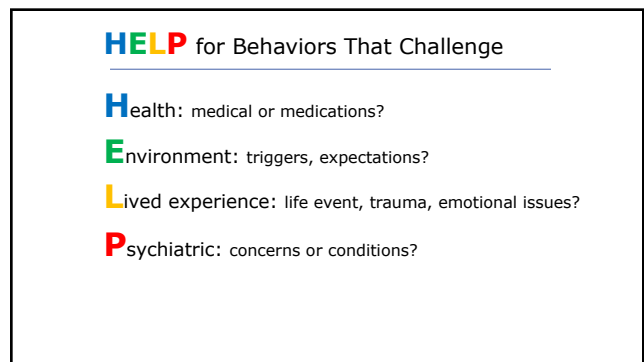 HELP for Behaviors That Challenge
Health: medical or medications?
Environment: triggers, expectations?
Lived experience: life event, trauma, emotional issues?
Psychiatric: concerns or conditions?